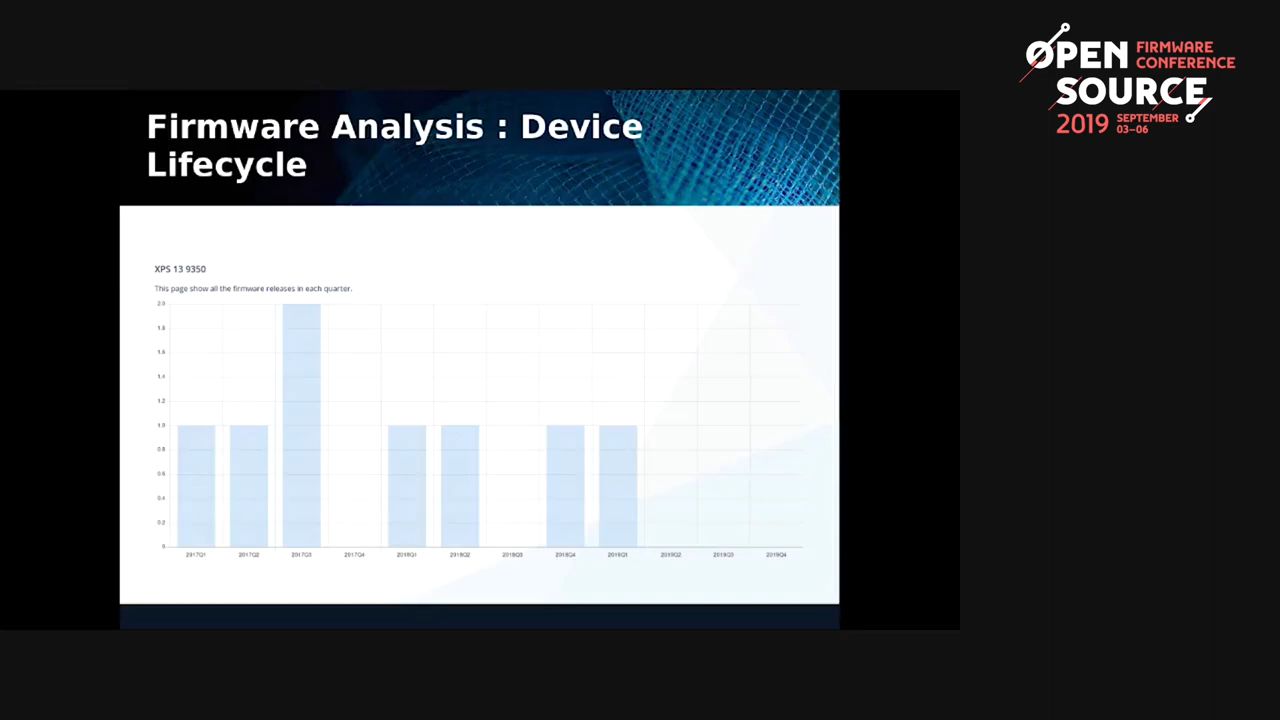 Firmware Analysis : Device
Lifecycle
XPS 13 9350
This page show all the firmware releases in each quarter.
2.0
1.8
1.6
1.4
1.2
1.0
0.8
0.6
0.4
0.2
0
2017Q1 2017Q2 2017Q3 2017Q4 2018Q1 2018Q2 2018Q3 2018Q4 2019Q1 2019Q2 2019Q3 2019Q4
OPEN FIRMWARE
CONFERENCE
SOURCE
2019 SEPTEMBER
03–06